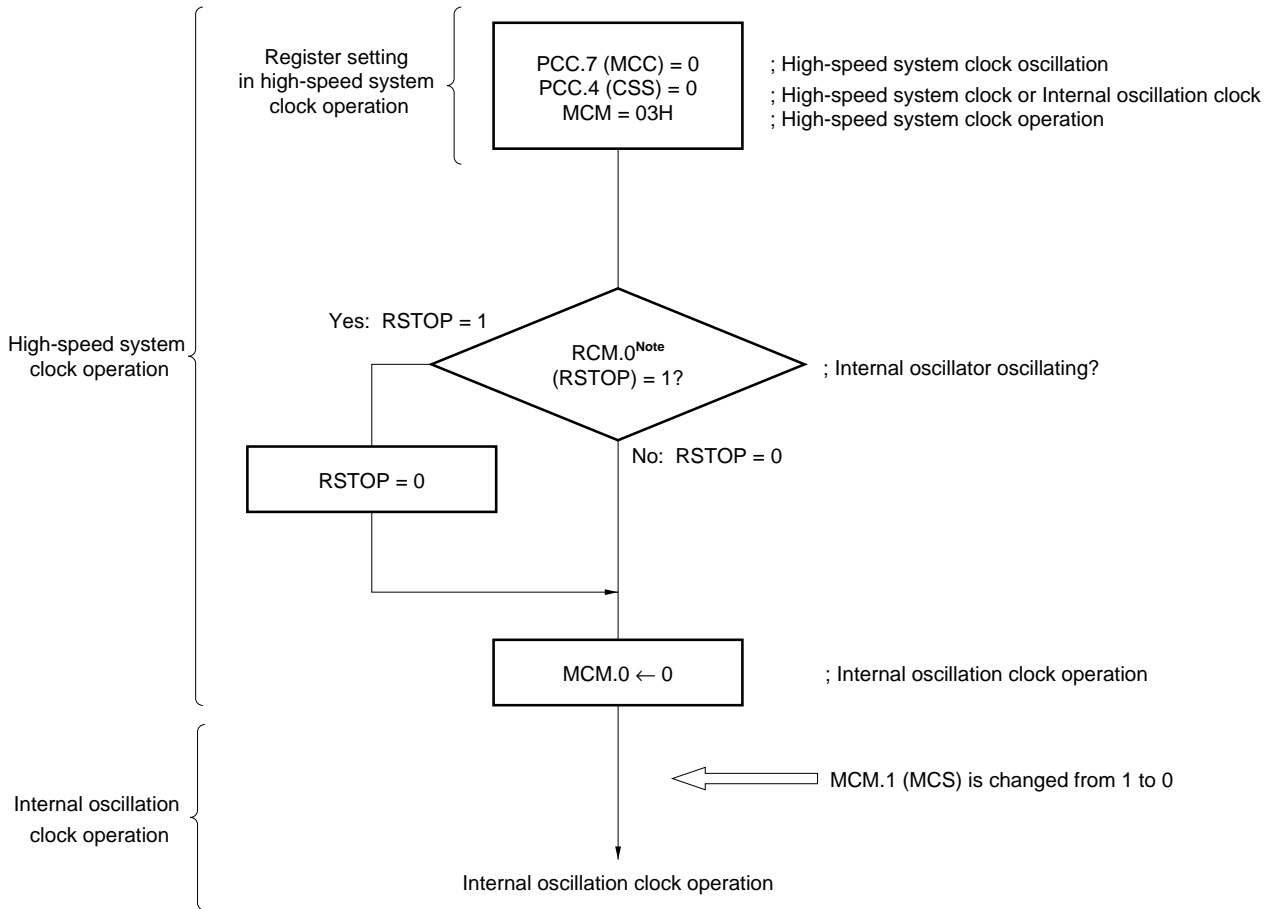 Register setting
in high-speed system
clock operation
PCC.7 (MCC) = 0
PCC.4 (CSS) = 0
MCM = 03H
; High-speed system clock oscillation
; High-speed system clock or Internal oscillation clock
; High-speed system clock operation
High-speed system
clock operation
Yes: RSTOP = 1
RCM.0Note
(RSTOP) = 1?
; Internal oscillator oscillating?
No: RSTOP = 0
RSTOP = 0
MCM.0 ← 0
; Internal oscillation clock operation
MCM.1 (MCS) is changed from 1 to 0
Internal oscillation
clock operation
Internal oscillation clock operation